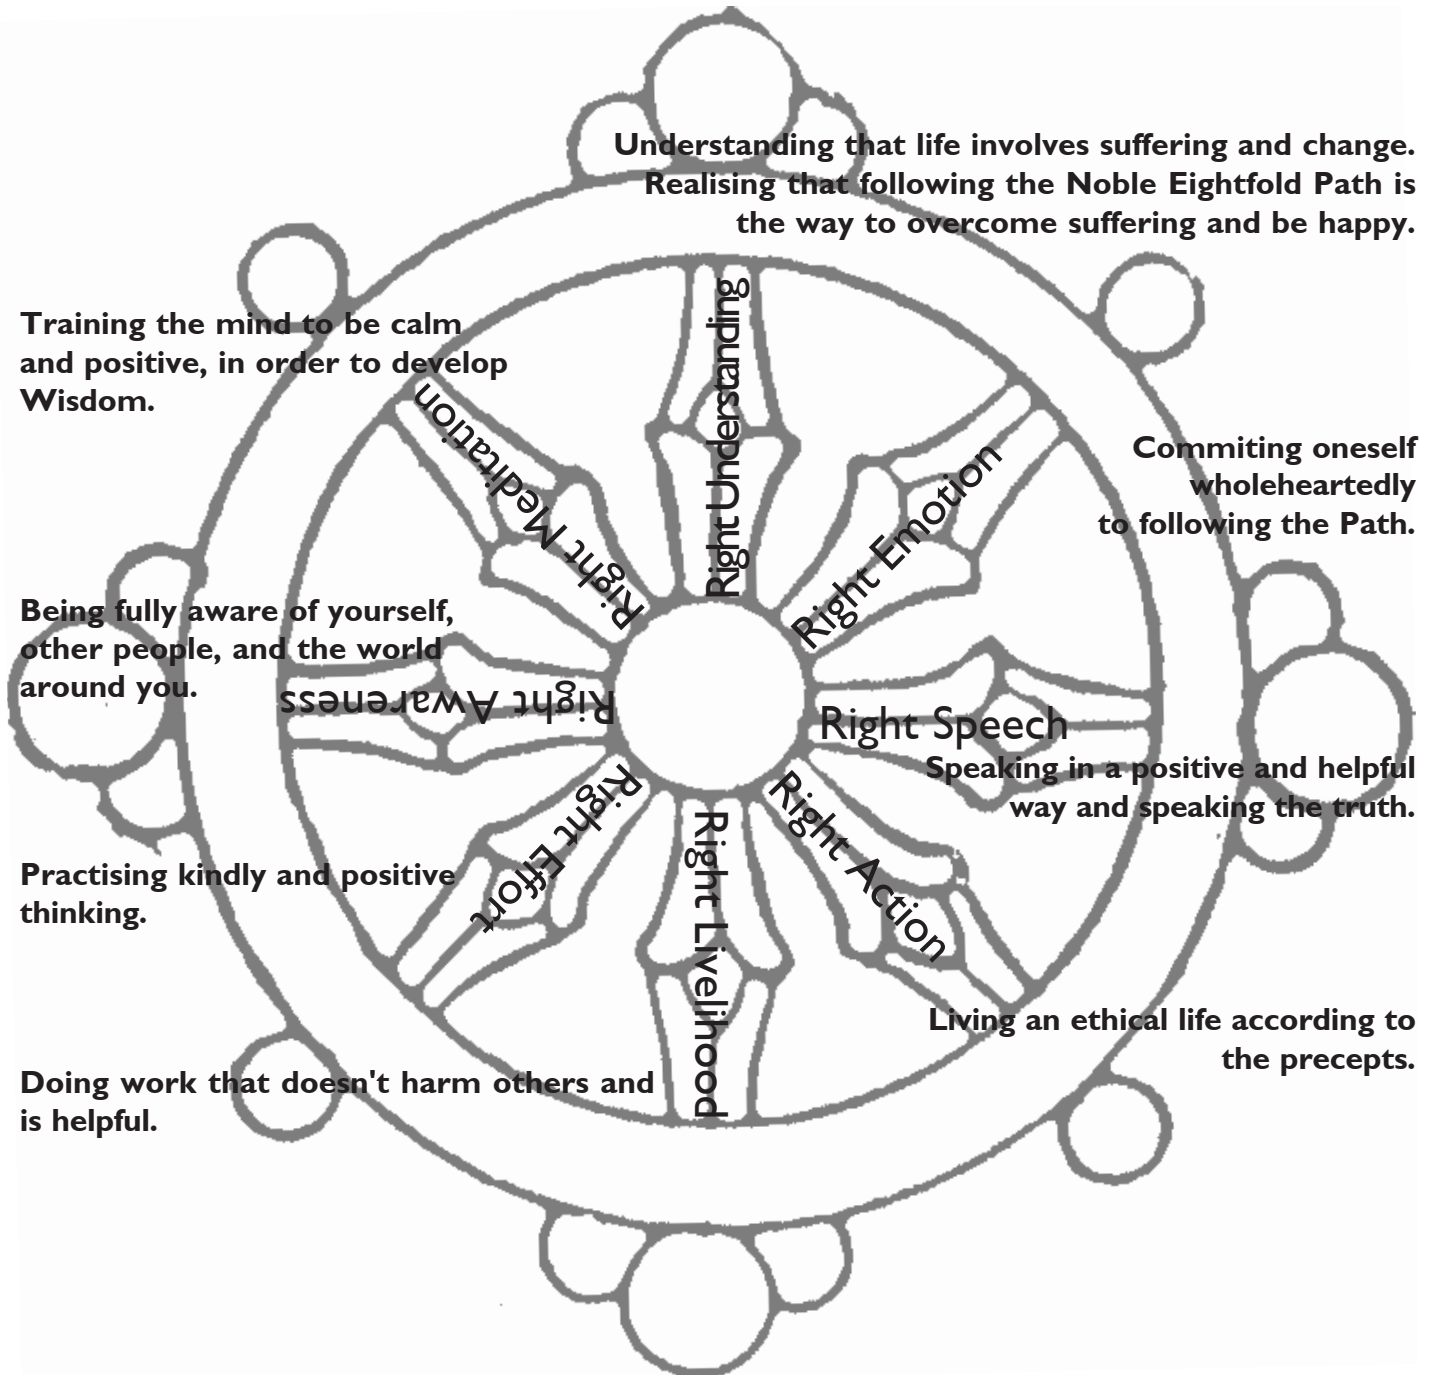 Understanding that life involves suffering and change.
Realising that following the Noble Eightfold Path is
the way to overcome suffering and be happy.
Right Understanding
Commiting oneself
wholeheartedly
to following the Path.
Right Emotion
Right Speech
Speaking in a positive and helpful
way and speaking the truth.
Right Action
Living an ethical life according to
the precepts.
Right Livelihood
Doing work that doesn't harm others and
is helpful.
Right Effort
Practising kindly and positive
thinking.
Right Awareness
Being fully aware of yourself,
other people, and the world
around you.
Right Meditation
Training the mind to be calm
and positive, in order to develop
Wisdom.